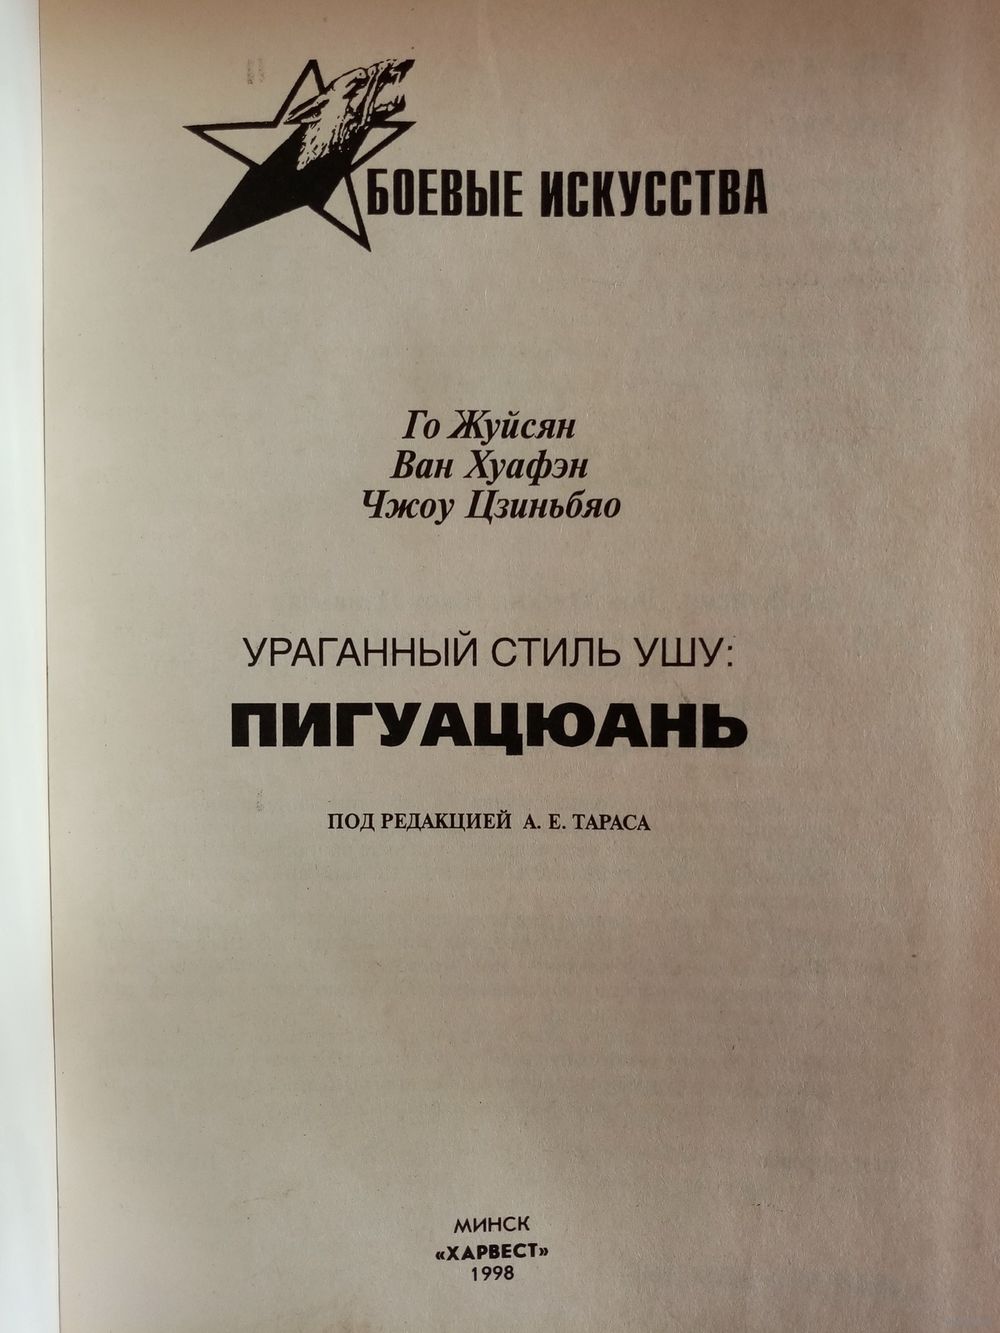 БОЕВЫЕ ИСКУССТВА
Го Жуйсян
Ван Хуафэн
Чжоу Цзиньбяо
УРАГАННЫЙ СТИЛЬ УШУ:
ПИГУАЦЮАНЬ
ПОД РЕДАКЦИЕЙ А. Е. ТАРАСА
МИНСК
«ХАРВЕСТ»
1998